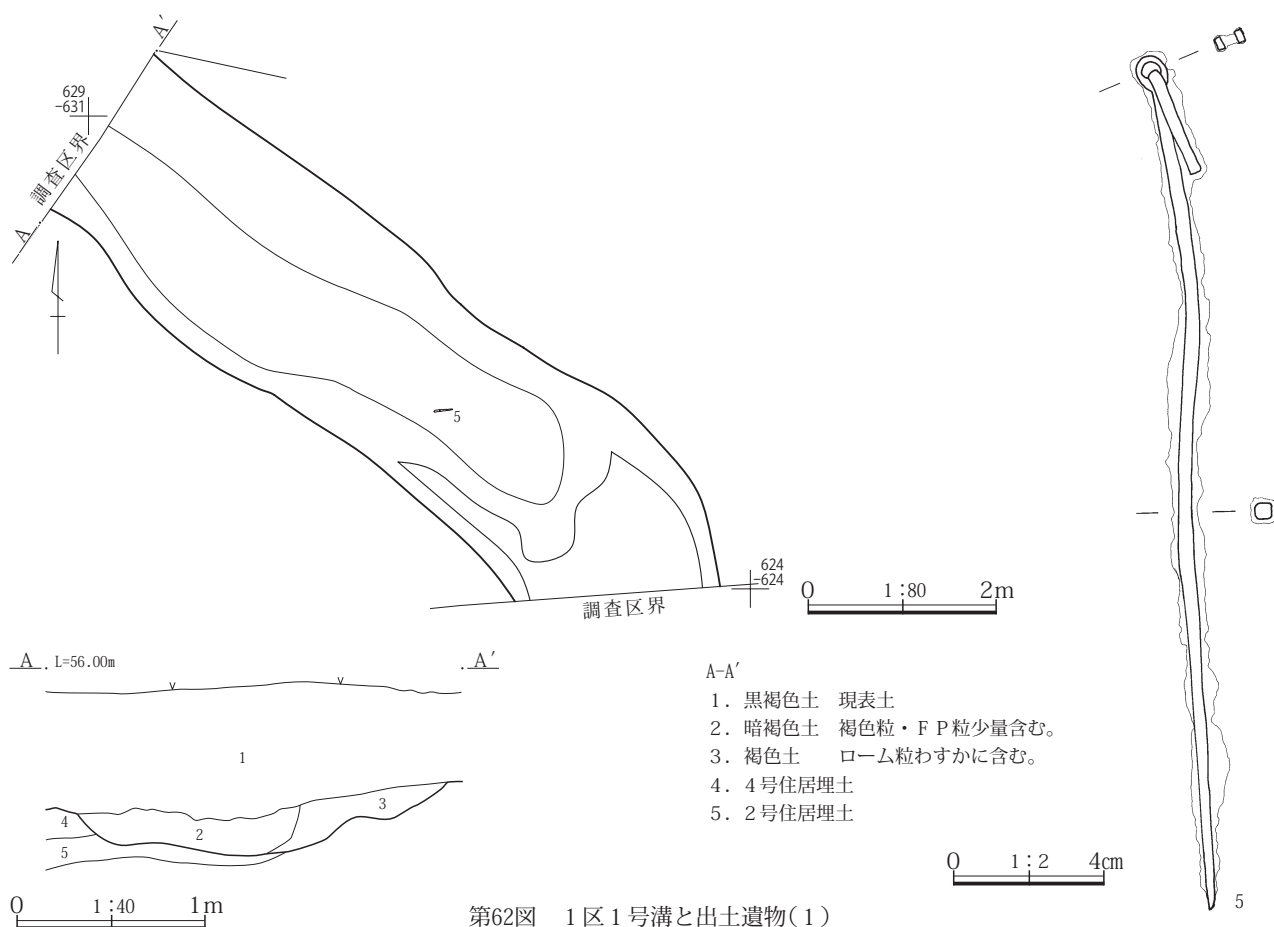 A′
629
-631
調査区界
A
5
624
-624
調査区界
0 1:80 2m
A L=56.00m A′
1
4
3
2
5
0 1:40 1m
A-A′
1．黒褐色土　現表土
2．暗褐色土　褐色粒・ＦＰ粒少量含む。
3．褐色土　　ローム粒わすかに含む。
4．４号住居埋土
5．２号住居埋土
0 1:2 4cm
5
第62図　１区１号溝と出土遺物(１)